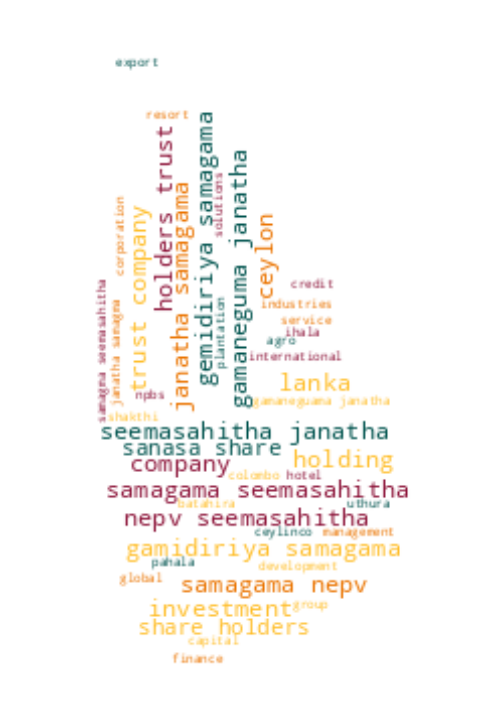 export
resort
holders trust
gemidiriya samagama
gamaneguma janatha
solutions
janatha samagama
corporation
trust company
ceylon
samagma seemasahitha
credit
janatha samagma
plantation
industries
service
ihala
agro
international
lanka
npbs
gamaneguama janatha
shakthi
seemasahitha janatha
sanasa share
company
holding
colombo
hotel
samagama seemasahitha
batahira
uthura
nepv seemasahitha
ceylinco
management
gamidiriya samagama
pahala
development
global
samagama nepv
investment
group
share holders
capital
finance